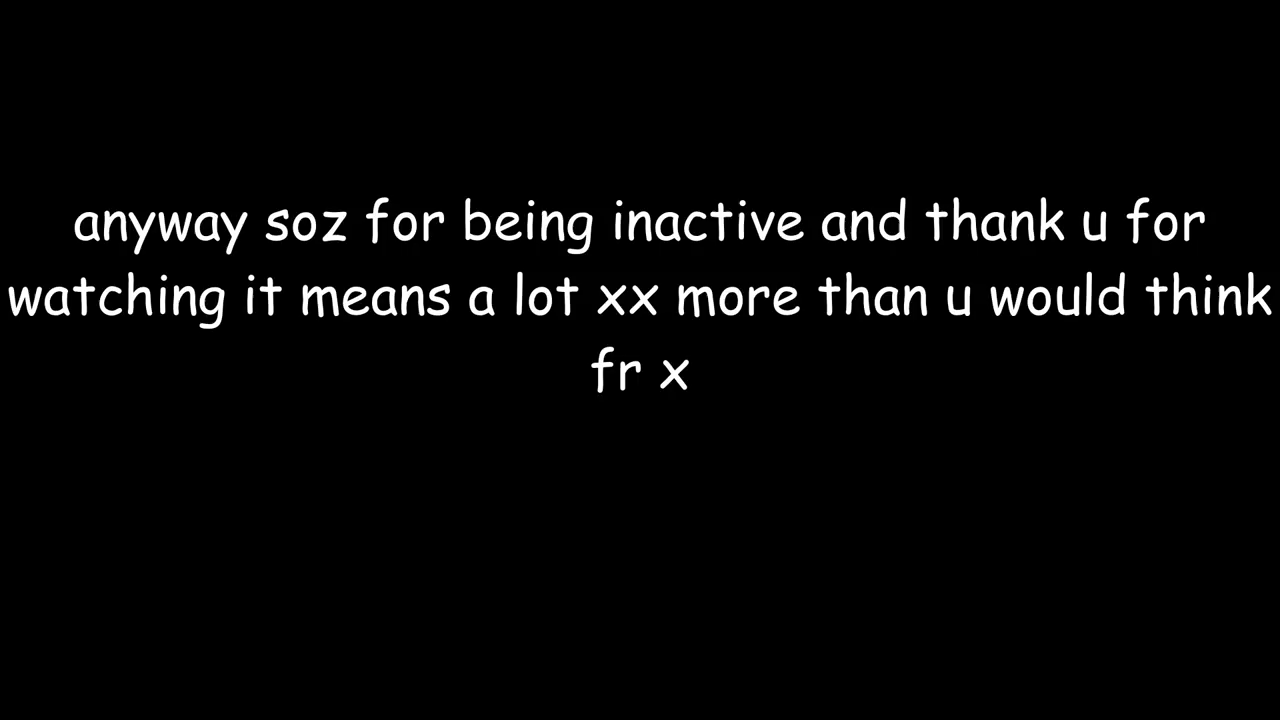 anyway soz for being inactive and thank u for
watching it means a lot xx more than u would think
fr x